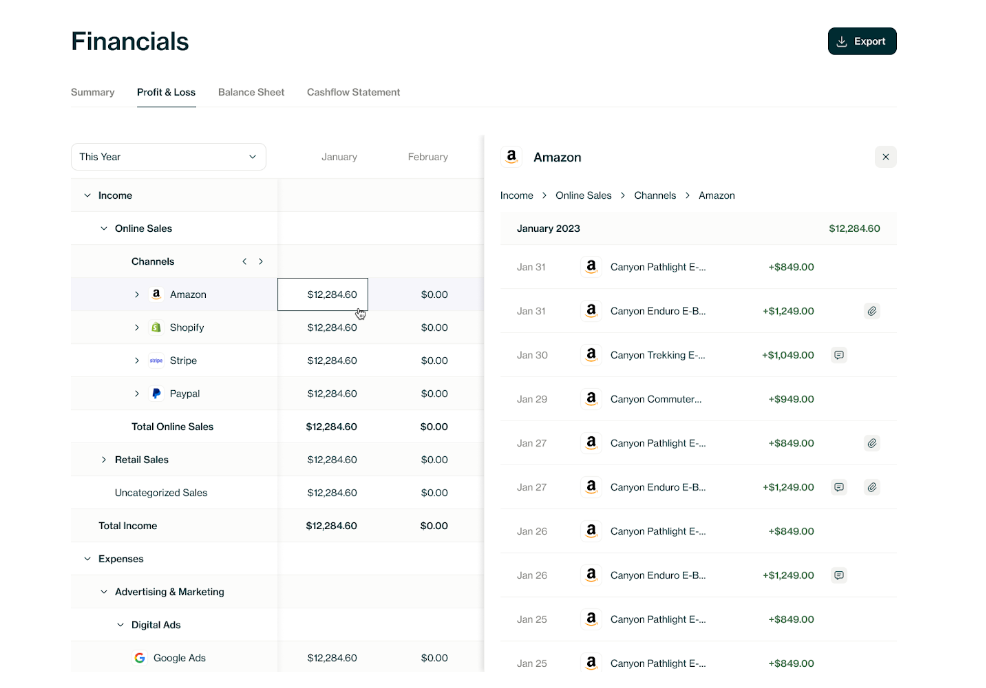 Financials
Export
Summary Profit & Loss Balance Sheet Cashflow Statement
This Year January February
Income
Online Sales
Channels
Amazon $12,284.60 $0.00
Shopify $12,284.60 $0.00
stripe Stripe $12,284.60 $0.00
Paypal $12,284.60 $0.00
Total Online Sales $12,284.60 $0.00
Retail Sales $12,284.60 $0.00
Uncategorized Sales $12,284.60 $0.00
Total Income $12,284.60 $0.00
Expenses
Advertising & Marketing
Digital Ads
Google Ads $12,284.60 $0.00
Amazon
Income > Online Sales > Channels > Amazon
January 2023 $12,284.60
Jan 31 Canyon Pathlight E-... +$849.00
Jan 31 Canyon Enduro E-B... +$1,249.00
Jan 30 Canyon Trekking E-... +$1,049.00
Jan 29 Canyon Commuter... +$949.00
Jan 27 Canyon Pathlight E-... +$849.00
Jan 27 Canyon Enduro E-B... +$1,249.00
Jan 26 Canyon Pathlight E-... +$849.00
Jan 26 Canyon Enduro E-B... +$1,249.00
Jan 25 Canyon Pathlight E-... +$849.00
Jan 25 Canyon Pathlight E-... +$849.00